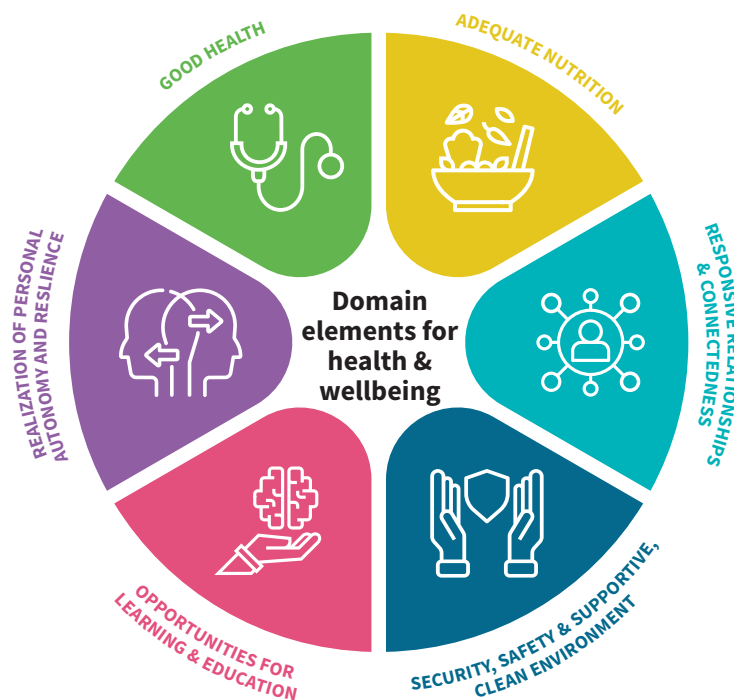 GOOD HEALTH
ADEQUATE NUTRITION
RESPONSIVE RELATIONSHIPS
& CONNECTEDNESS
SECURITY, SAFETY & SUPPORTIVE,
CLEAN ENVIRONMENT
OPPORTUNITIES FOR
LEARNING & EDUCATION
REALIZATION OF PERSONAL
AUTONOMY AND RESLIENCE
Domain
elements for
health &
wellbeing